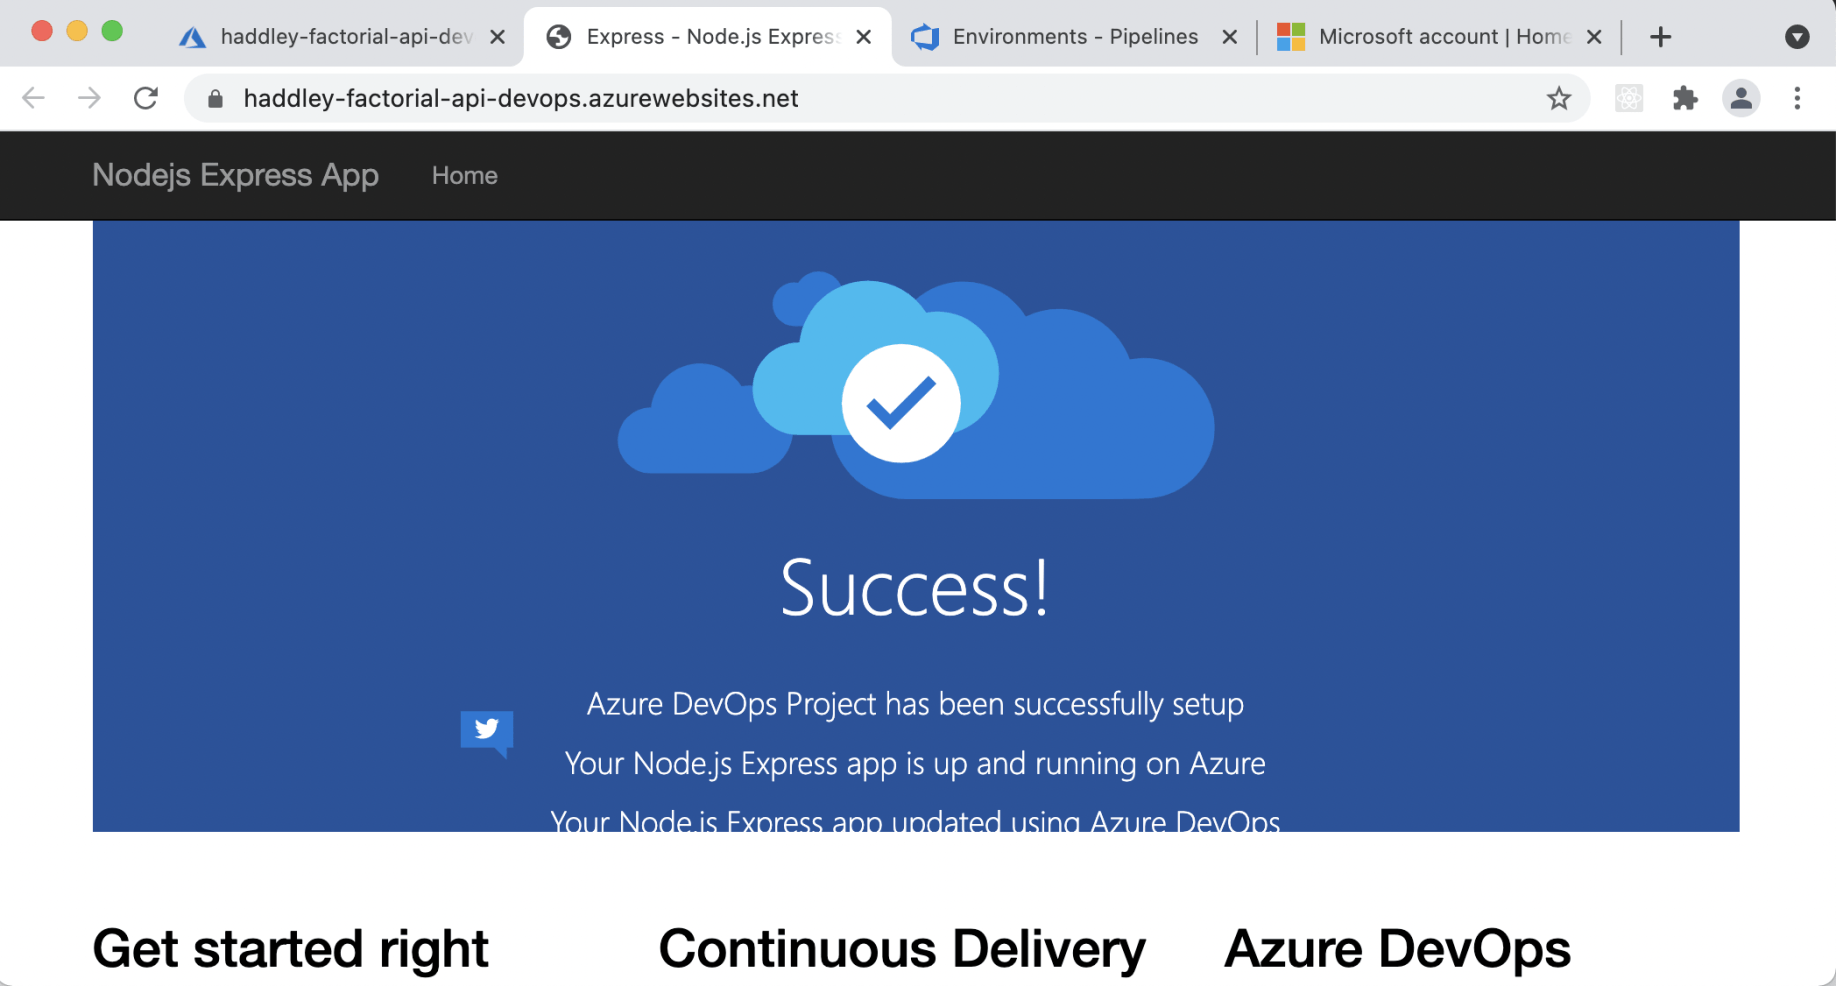 haddley-factorial-api-dev
Express - Node.js Express
Environments - Pipelines
Microsoft account | Home
haddley-factorial-api-devops.azurewebsites.net
Nodejs Express App
Home
Success!
Azure DevOps Project has been successfully setup
Your Node.js Express app is up and running on Azure
Your Node.js Express app updated using Azure DevOps
Get started right
Continuous Delivery
Azure DevOps